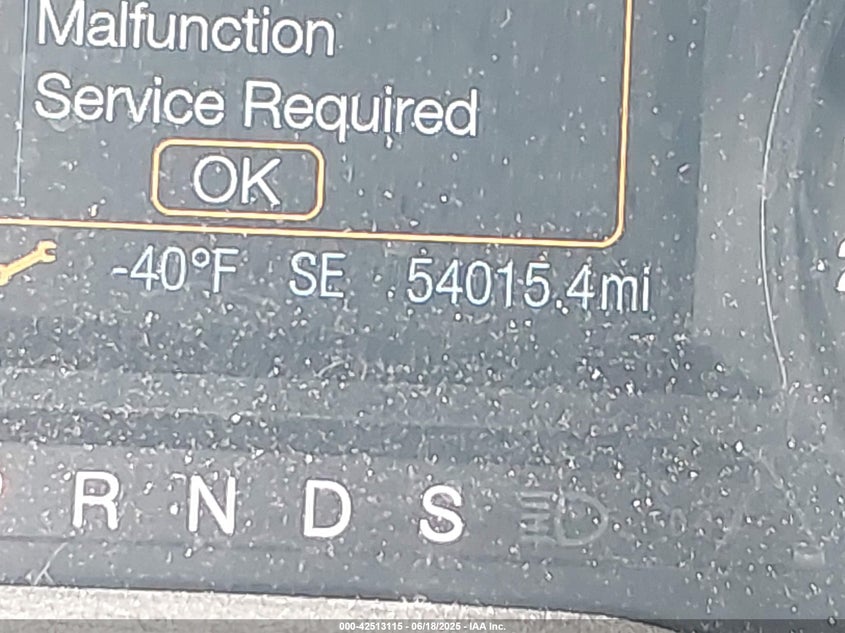 Malfunction
Service Required
OK
-40°F SE 54015.4mi
R N D S
000-42513115 - 06/18/2025 - IAA Inc.